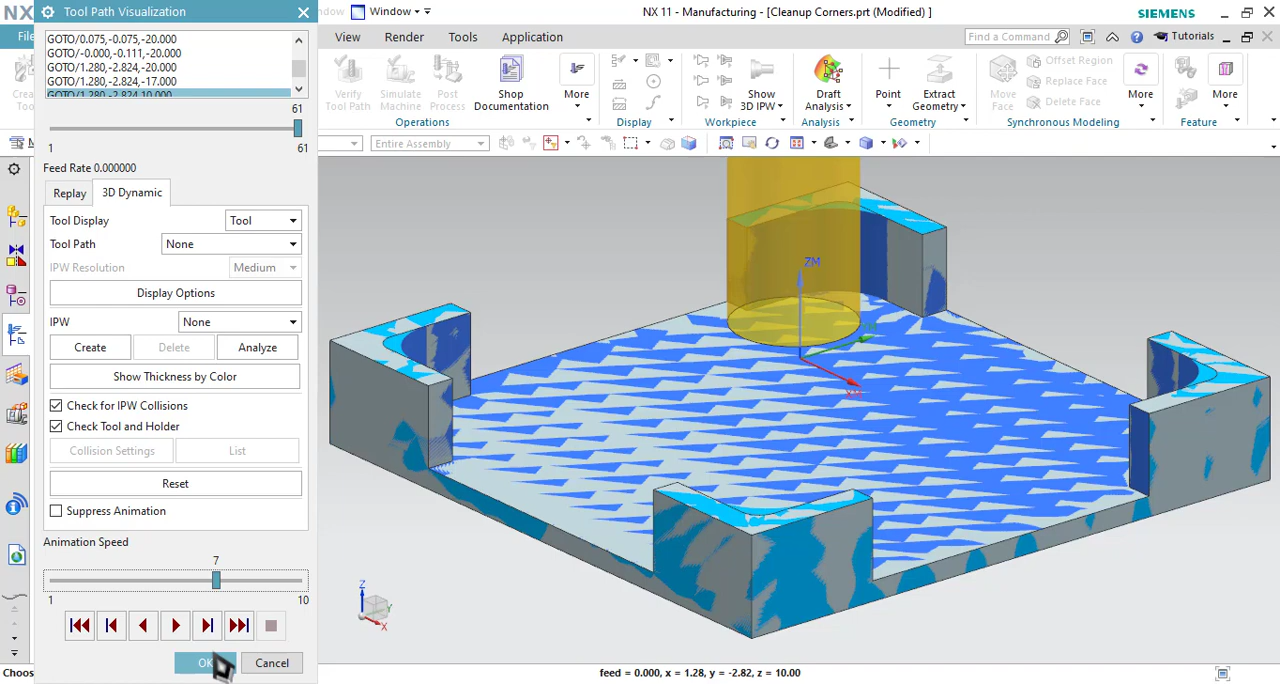 NX
Tool Path Visualization
ndow
Window
NX 11 - Manufacturing - [Cleanup Corners.prt (Modified) ]
SIEMENS
GOTO/0.075,-0.075,-20.000
GOTO/-0.000,-0.111,-20.000
GOTO/1.280,-2.824,-20.000
GOTO/1.280,-2.824,-17.000
GOTO/1.280,-2.824,10.000
View
Render
Tools
Application
Find a Command
Tutorials
Verify
Tool Path
Simulate
Machine
Post
Process
Shop
Documentation
More
Operations
Display
Show
3D IPW
Workpiece
Draft
Analysis
Analysis
Point
Extract
Geometry
Geometry
Move
Face
Offset Region
Replace Face
Delete Face
More
Synchronous Modeling
More
Feature
61
1
61
Entire Assembly
Feed Rate 0.000000
Replay
3D Dynamic
Tool Display
Tool
Tool Path
None
IPW Resolution
Medium
Display Options
IPW
None
Create
Delete
Analyze
Show Thickness by Color
Check for IPW Collisions
Check Tool and Holder
Collision Settings
List
Reset
Suppress Animation
Animation Speed
7
1
10
OK
Cancel
ZM
YM
XM
Z
Y
X
Choos
feed = 0.000, x = 1.28, y = -2.82, z = 10.00